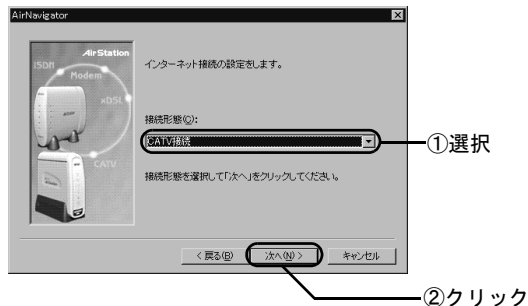 AirNavigator
AirStation
ISDN
Modem
xDSL
CATV
インターネット接続の設定をします。
接続形態(C):
CATV接続
①選択
接続形態を選択して「次へ」をクリックしてください。
< 戻る(B)
次へ(N) >
キャンセル
②クリック